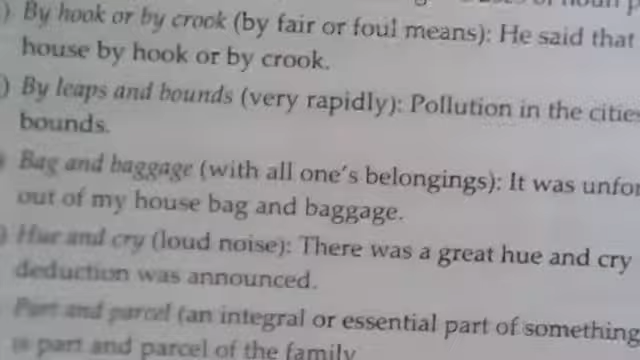 ) By hook or by crook (by fair or foul means): He said that
house by hook or by crook.
) By leaps and bounds (very rapidly): Pollution in the cities
bounds.
Bag and baggage (with all one's belongings): It was unfor
out of my house bag and baggage.
) Hue and cry (loud noise): There was a great hue and cry
deduction was announced.
Part and parcel (an integral or essential part of something
is part and parcel of the family